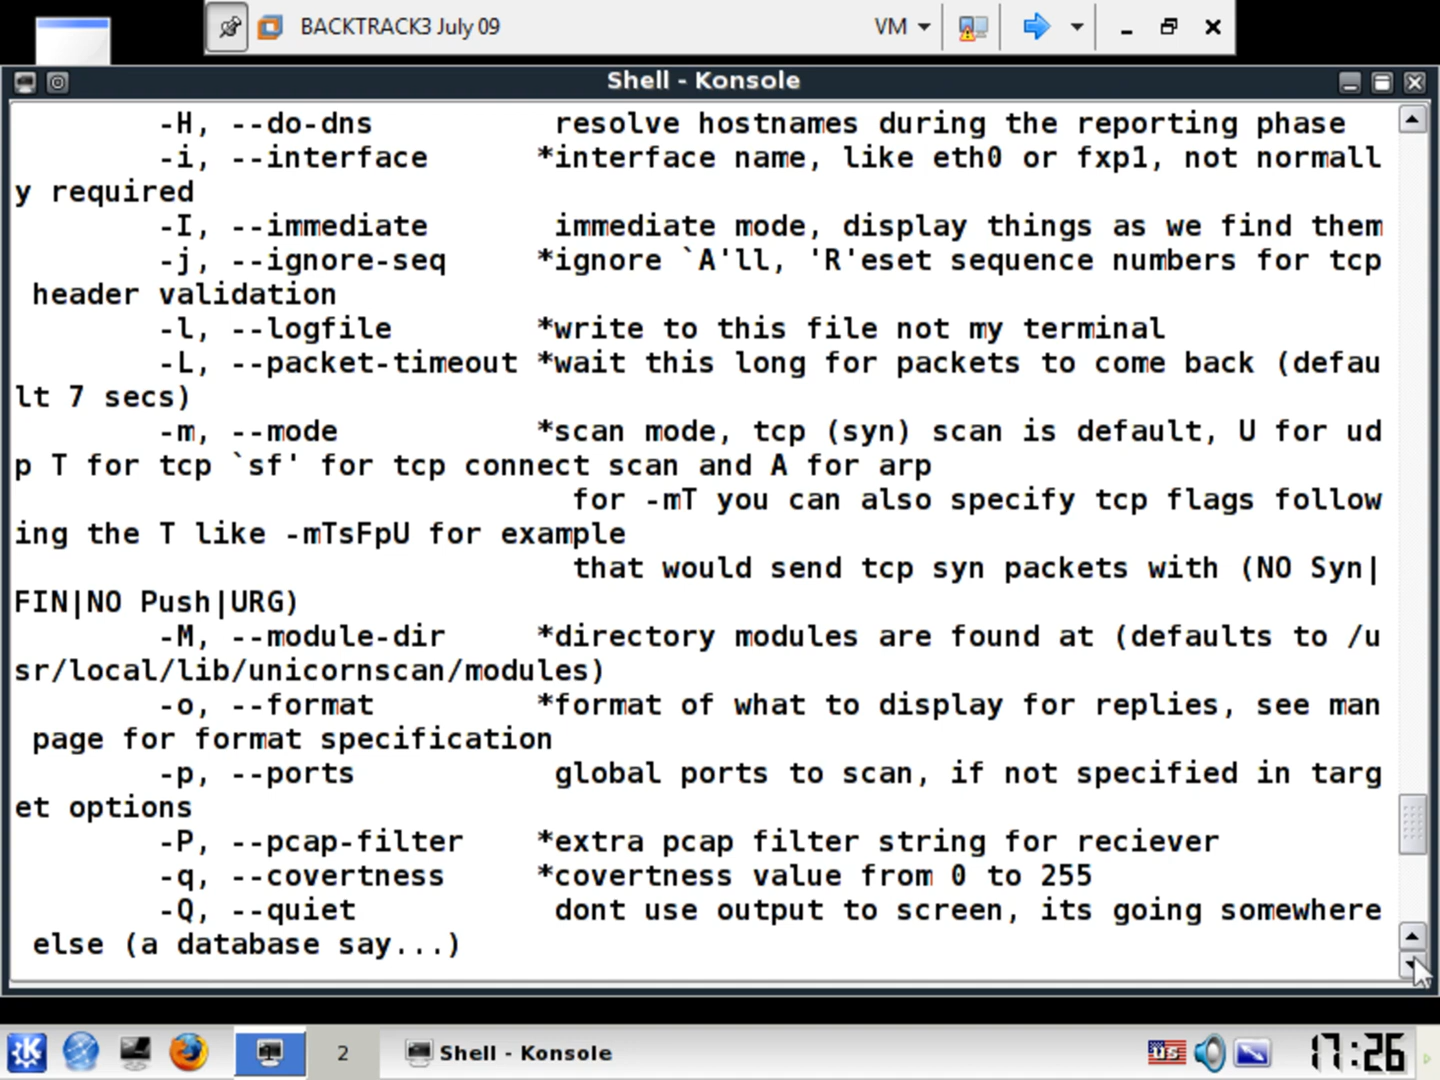 BACKTRACK3 July 09
VM
Shell - Konsole
-H, --do-dns resolve hostnames during the reporting phase
-i, --interface *interface name, like eth0 or fxp1, not normall
y required
-I, --immediate immediate mode, display things as we find them
-j, --ignore-seq *ignore `A'll, 'R'eset sequence numbers for tcp
header validation
-l, --logfile *write to this file not my terminal
-L, --packet-timeout *wait this long for packets to come back (defau
lt 7 secs)
-m, --mode *scan mode, tcp (syn) scan is default, U for ud
p T for tcp `sf' for tcp connect scan and A for arp
for -mT you can also specify tcp flags follow
ing the T like -mTsFpU for example
that would send tcp syn packets with (NO Syn|
FIN|NO Push|URG)
-M, --module-dir *directory modules are found at (defaults to /u
sr/local/lib/unicornscan/modules)
-o, --format *format of what to display for replies, see man
page for format specification
-p, --ports global ports to scan, if not specified in targ
et options
-P, --pcap-filter *extra pcap filter string for reciever
-q, --covertness *covertness value from 0 to 255
-Q, --quiet dont use output to screen, its going somewhere
else (a database say...)
2
Shell - Konsole
us
17:26